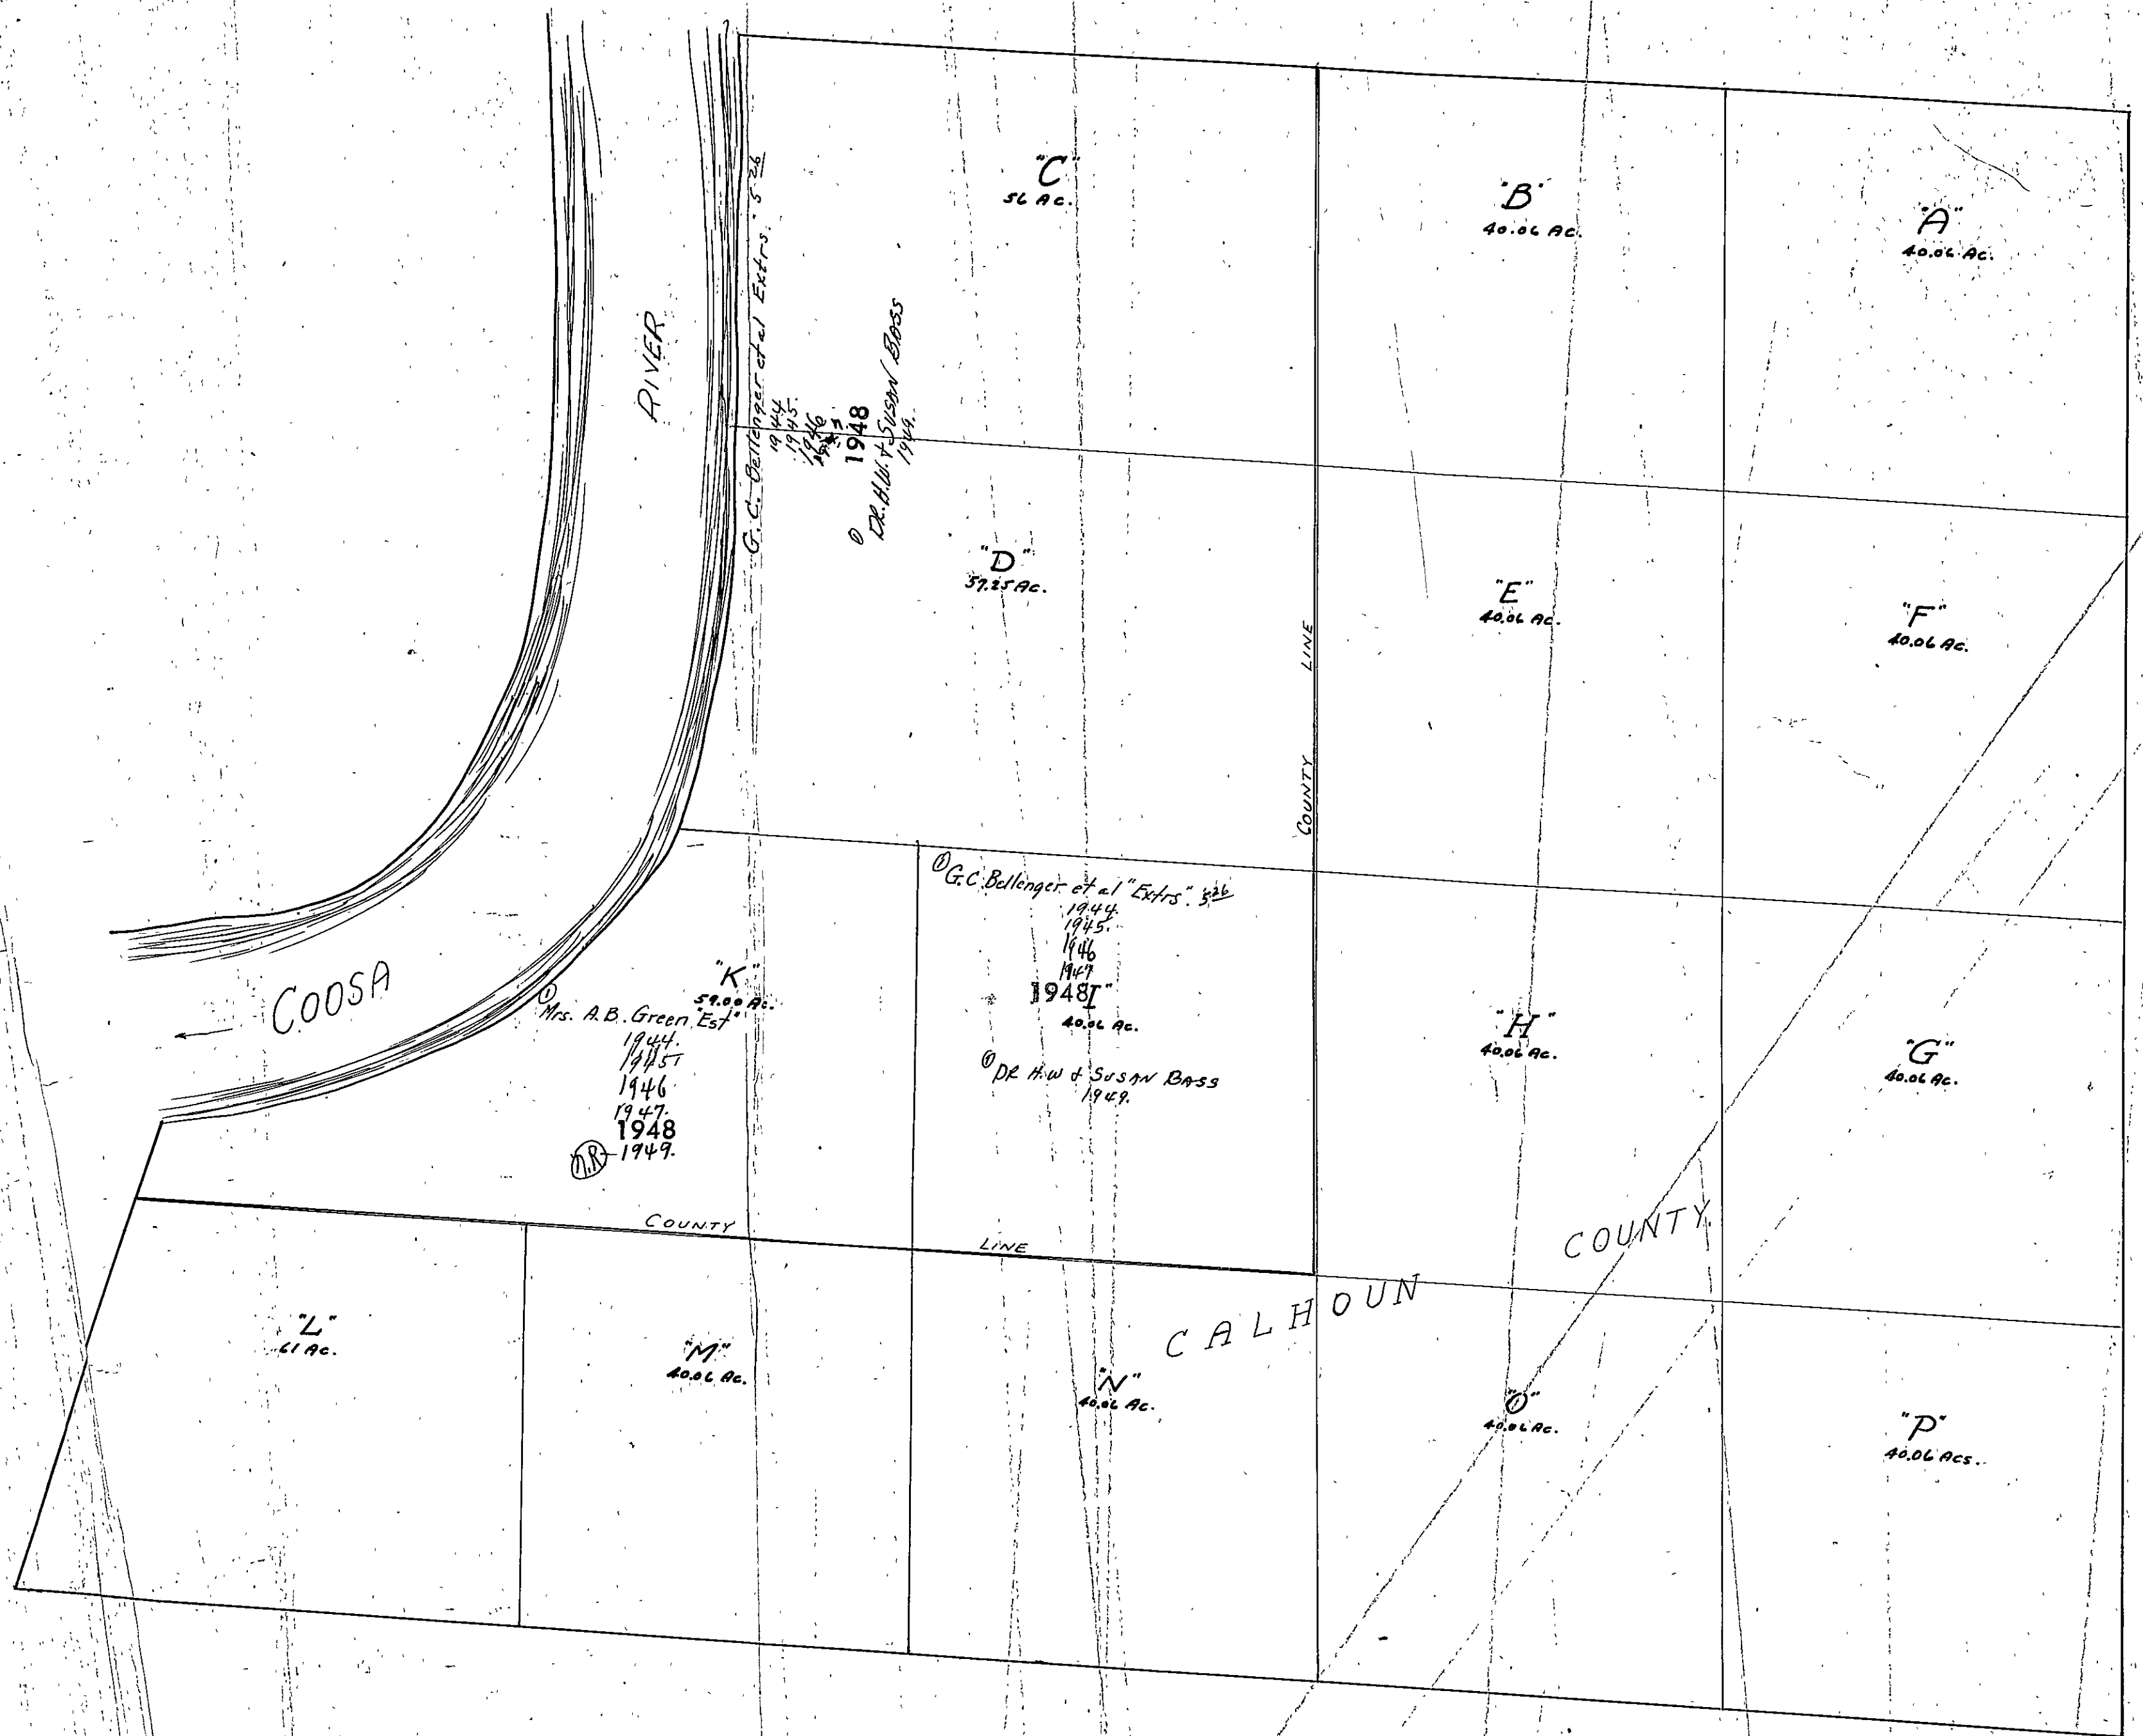 "C"
56 Ac.
"B"
40.06 Ac.
"A"
40.06 Ac.
RIVER
G. C. Bellenger et al Extrs." 5 26
1944
1945.
1946
1948
① DR. H.W. & SUSAN BASS
1949.
"D"
57.25 Ac.
"E"
40.06 Ac.
"F"
40.06 Ac.
COUNTY LINE
① G.C. Bellenger et al "Extrs". 5 26
1944.
1945.
1946
1947
1948
"I"
40.06 Ac.
① DR H.W & SUSAN BASS
1949.
COOSA
"K"
59.00 Ac.
① Mrs. A.B. Green "Est"
1944.
1945
1946
1947.
1948
N.R. 1949.
"H"
40.06 Ac.
"G"
40.06 Ac.
COUNTY LINE
CALHOUN COUNTY
"L"
61 Ac.
"M"
40.06 Ac.
"N"
40.06 Ac.
"O"
40.06 Ac.
"P"
40.06 Acs.